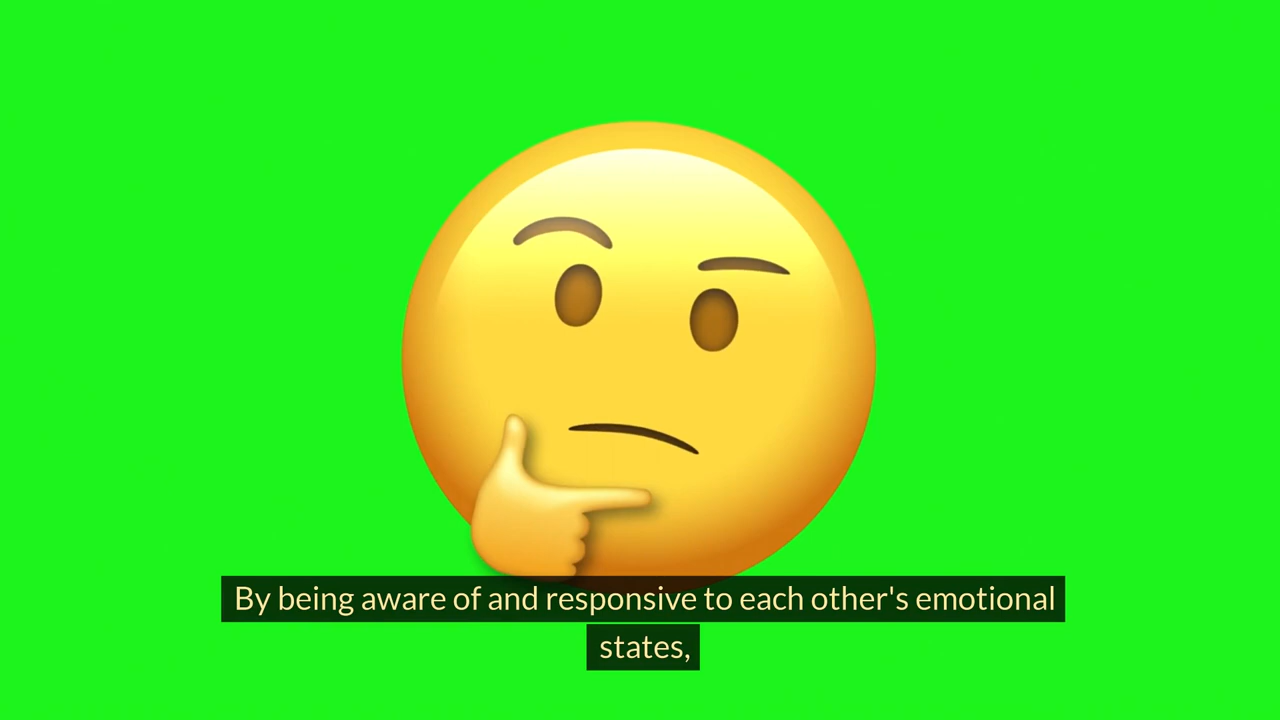 By being aware of and responsive to each other's emotional
states,